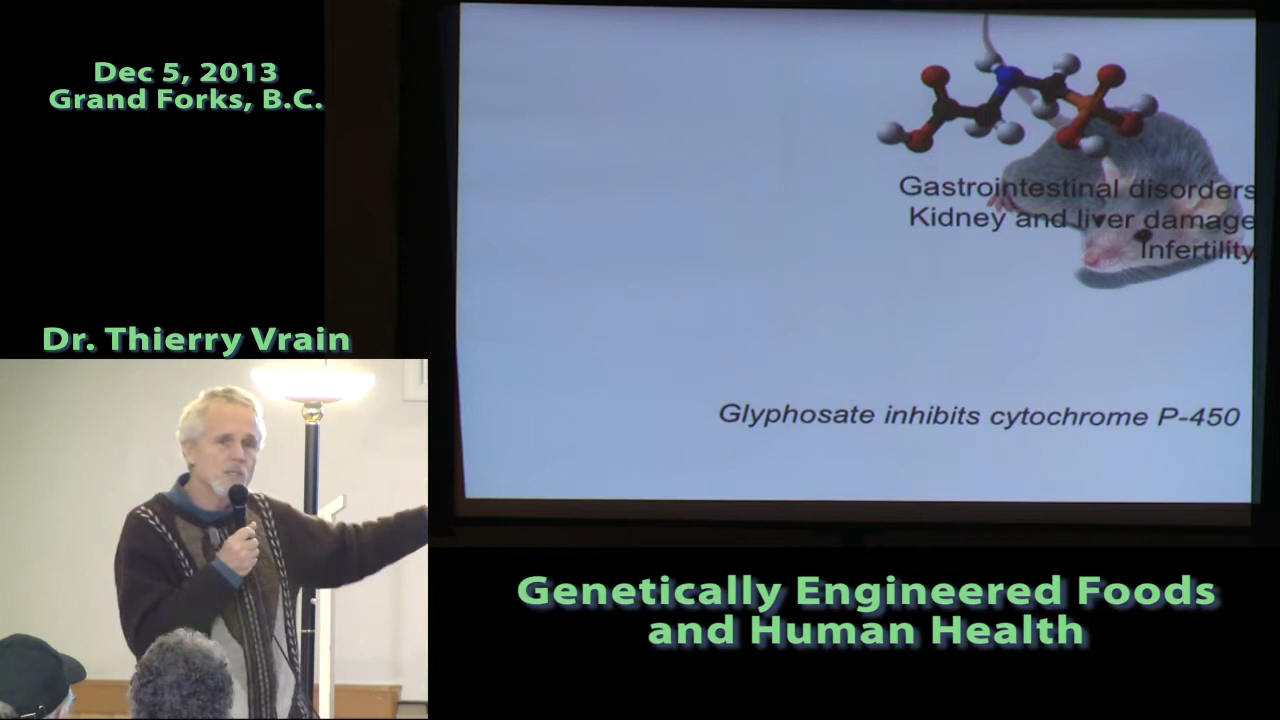 Dec 5, 2013
Grand Forks, B.C.
Dr. Thierry Vrain
Gastrointestinal disorders
Kidney and liver damage
Infertility
Glyphosate inhibits cytochrome P-450
Genetically Engineered Foods
and Human Health